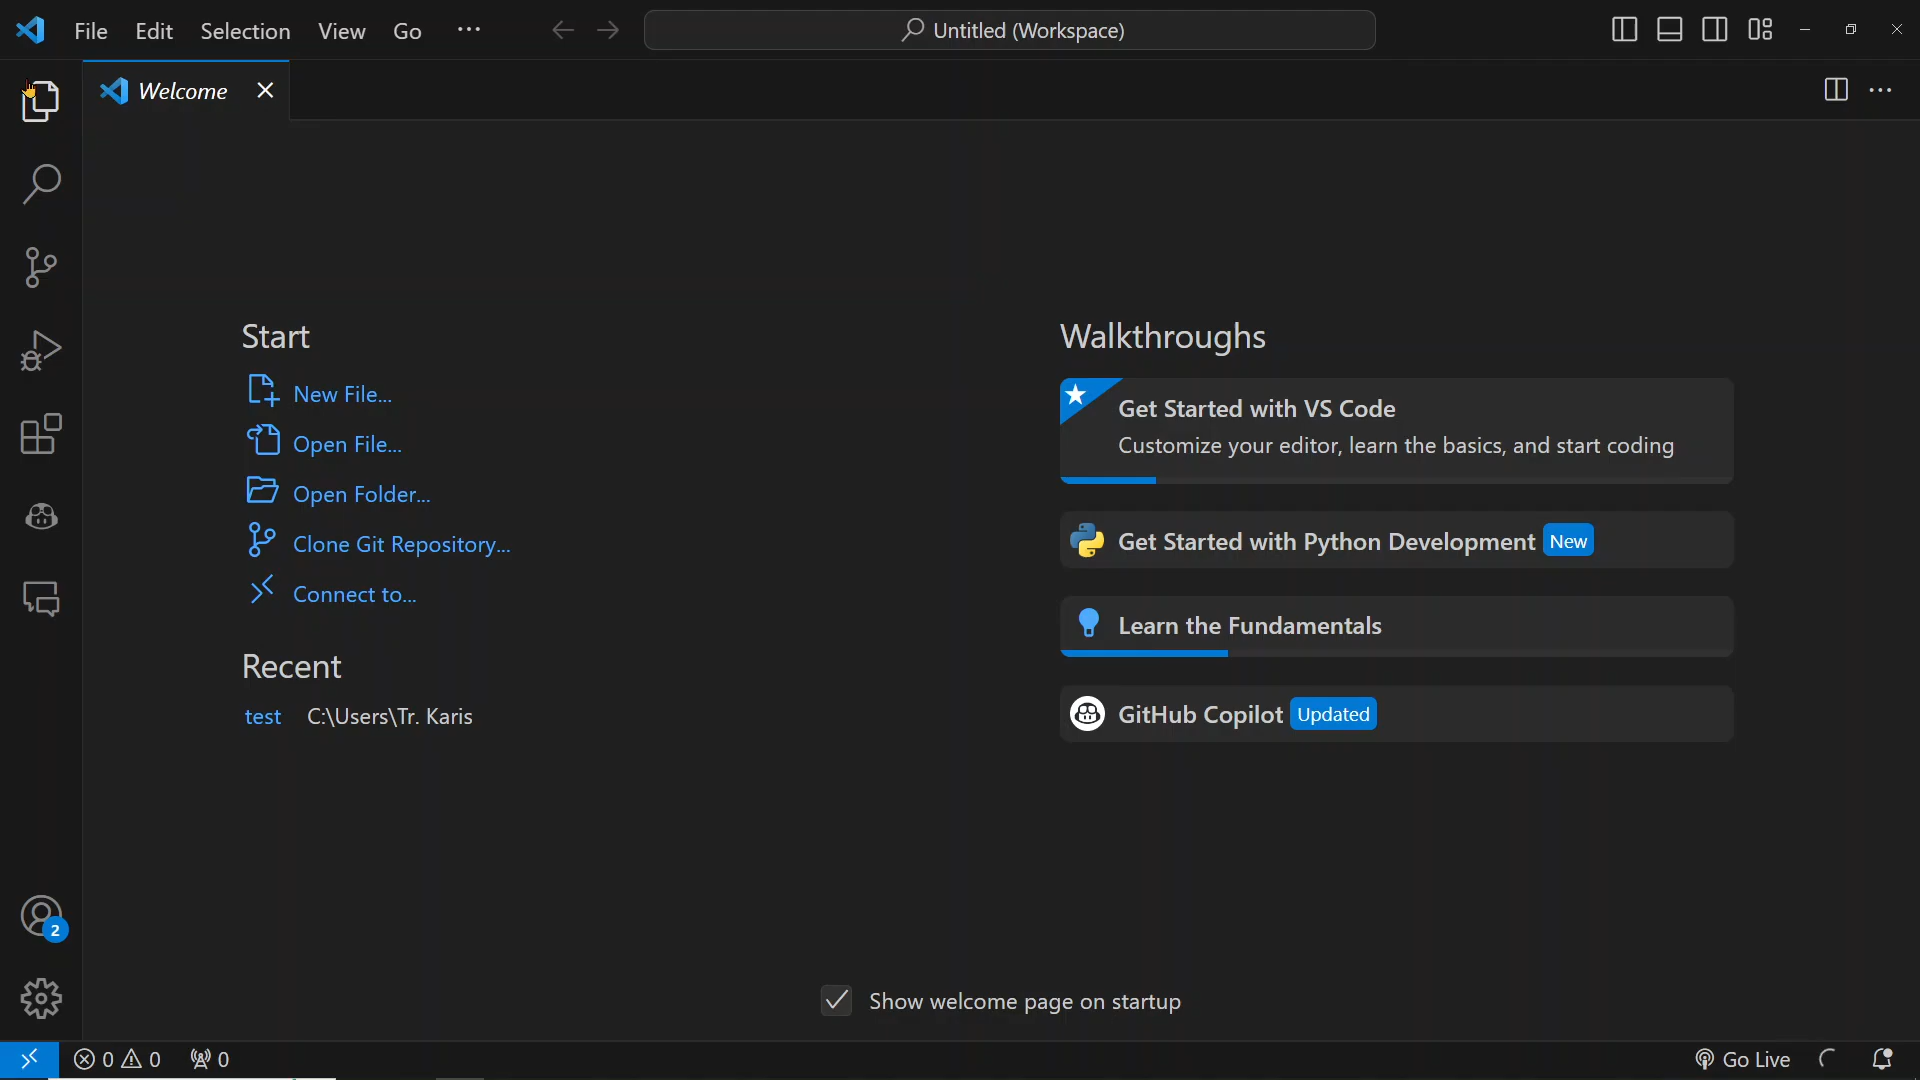 File Edit Selection View Go ··· Untitled (Workspace)
Welcome
Start
New File...
Open File...
Open Folder...
Clone Git Repository...
Connect to...
Recent
test C:\Users\Tr. Karis
Walkthroughs
Get Started with VS Code
Customize your editor, learn the basics, and start coding
Get Started with Python Development New
Learn the Fundamentals
GitHub Copilot Updated
2
Show welcome page on startup
0 0 0 Go Live